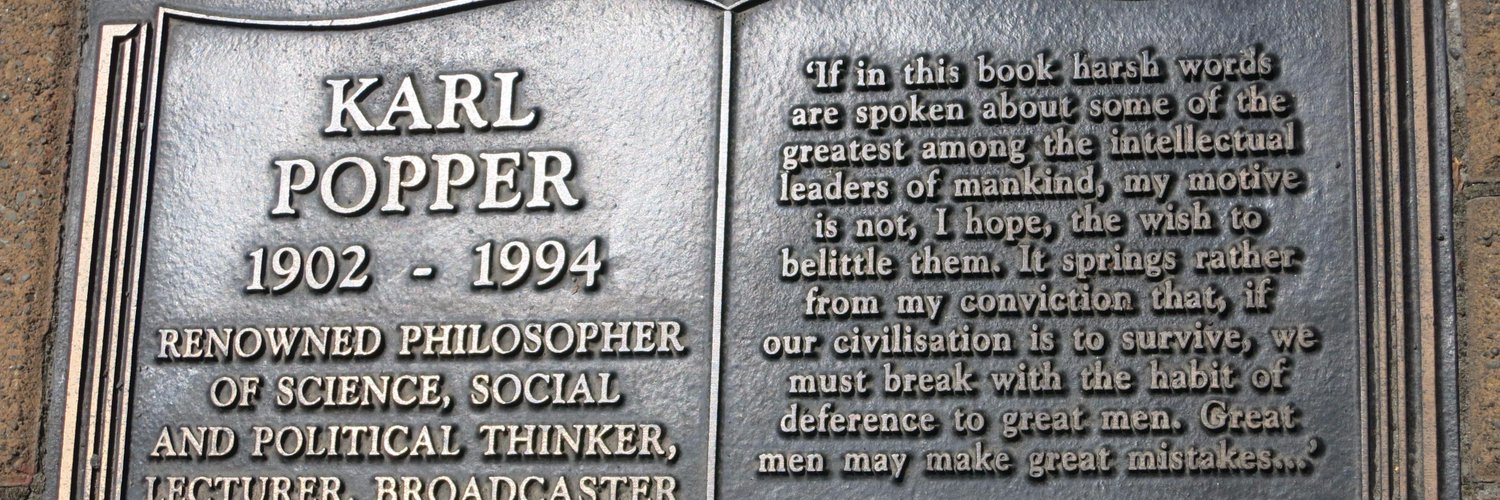 KARL
POPPER
1902 - 1994
RENOWNED PHILOSOPHER
OF SCIENCE, SOCIAL
AND POLITICAL THINKER,
LECTURER, BROADCASTER
‘If in this book harsh words
are spoken about some of the
greatest among the intellectual
leaders of mankind, my motive
is not, I hope, the wish to
belittle them. It springs rather
from my conviction that, if
our civilisation is to survive, we
must break with the habit of
deference to great men. Great
men may make great mistakes...’